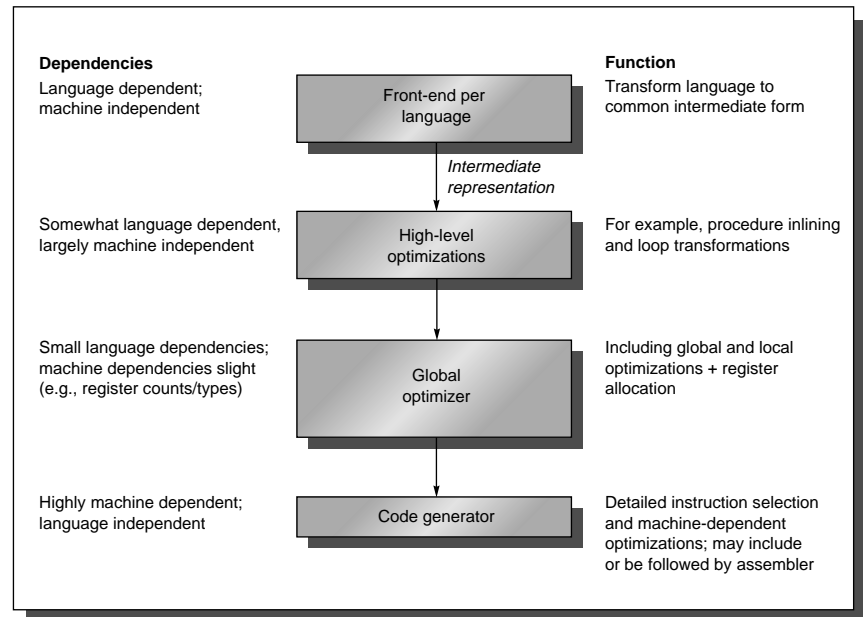 Dependencies
Language dependent;
machine independent
Front-end per
language
Function
Transform language to
common intermediate form
Intermediate
representation
Somewhat language dependent,
largely machine independent
High-level
optimizations
For example, procedure inlining
and loop transformations
Small language dependencies;
machine dependencies slight
(e.g., register counts/types)
Global
optimizer
Including global and local
optimizations + register
allocation
Highly machine dependent;
language independent
Code generator
Detailed instruction selection
and machine-dependent
optimizations; may include
or be followed by assembler